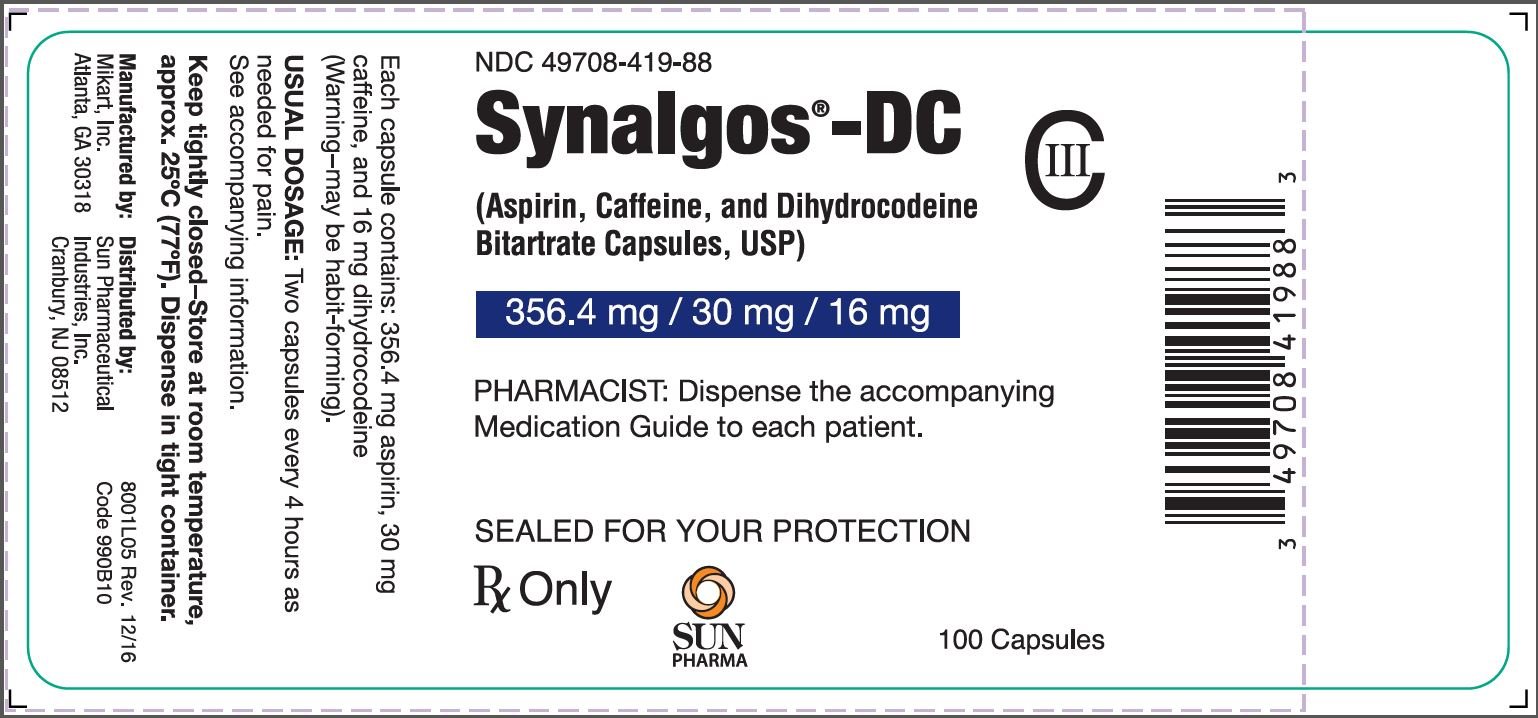 Each capsule contains: 356.4 mg aspirin, 30 mg
caffeine, and 16 mg dihydrocodeine
(Warning–may be habit-forming).
USUAL DOSAGE: Two capsules every 4 hours as
needed for pain.
See accompanying information.
Keep tightly closed–Store at room temperature,
approx. 25°C (77°F). Dispense in tight container.
Manufactured by:
Mikart, Inc.
Atlanta, GA 30318
Distributed by:
Sun Pharmaceutical
Industries, Inc.
Cranbury, NJ 08512
8001L05 Rev. 12/16
Code 990B10
NDC 49708-419-88
Synalgos®-DC
CIII
(Aspirin, Caffeine, and Dihydrocodeine
Bitartrate Capsules, USP)
356.4 mg / 30 mg / 16 mg
PHARMACIST: Dispense the accompanying
Medication Guide to each patient.
SEALED FOR YOUR PROTECTION
Rx Only
SUN
PHARMA
100 Capsules
3 49708 41988 3